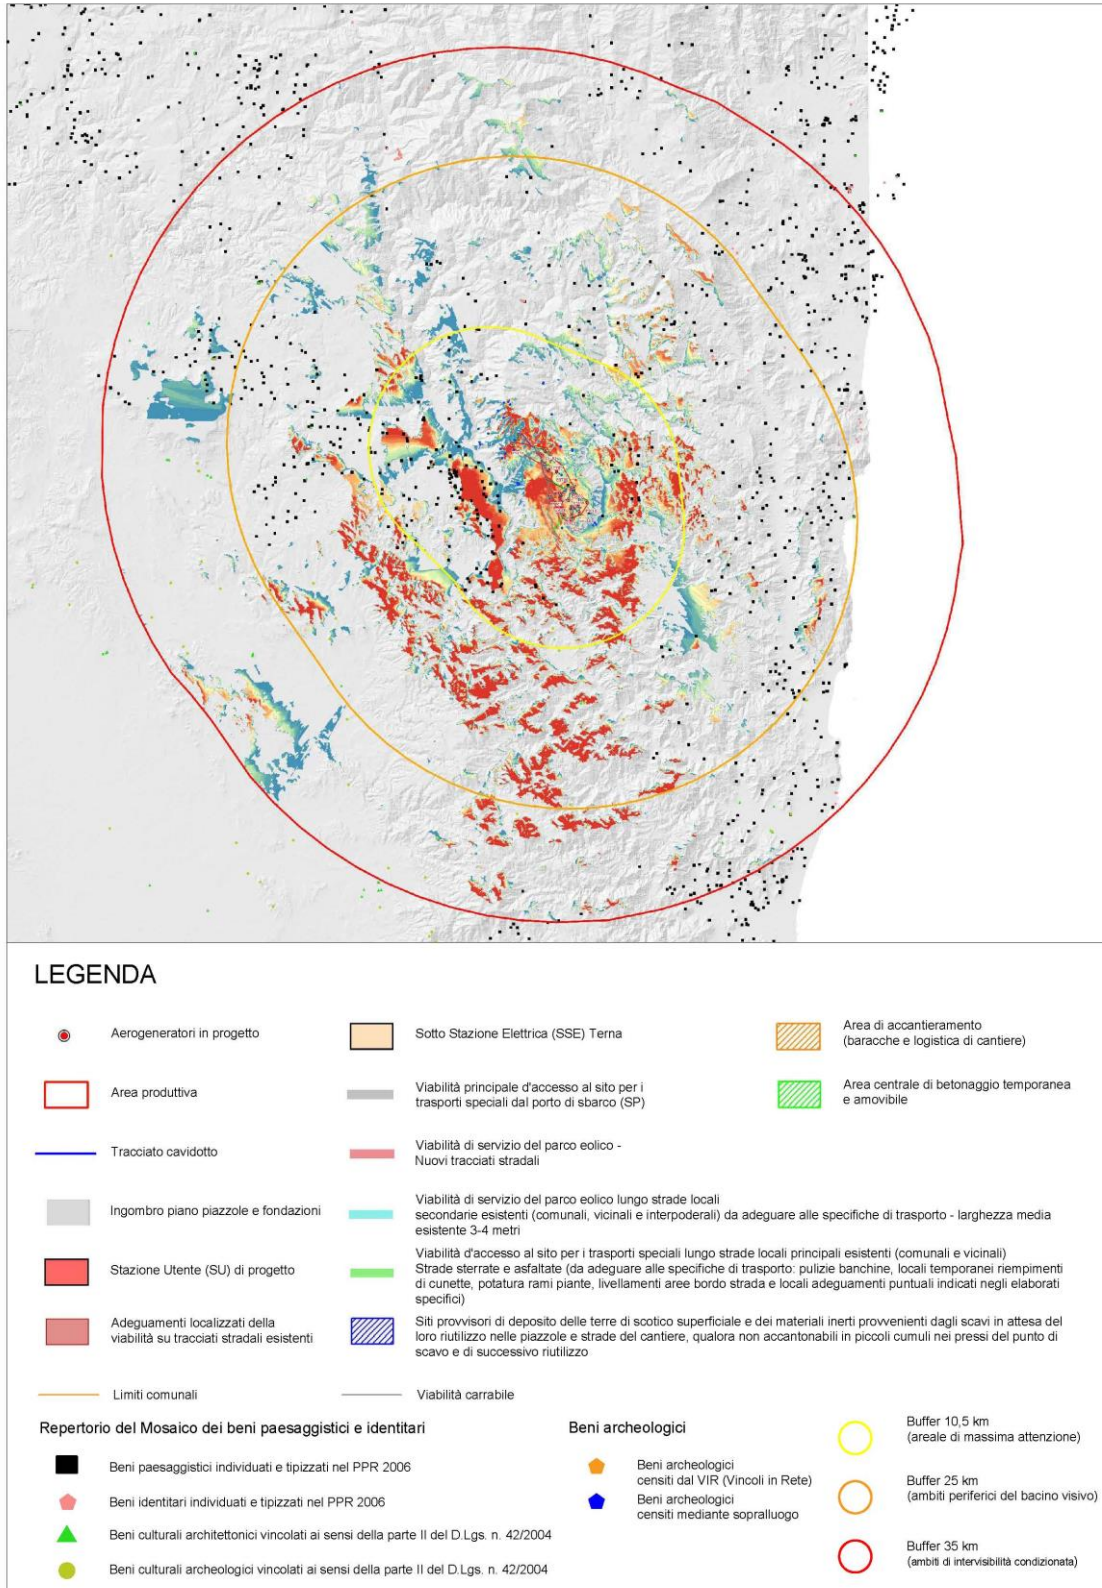 LEGENDA
Aerogeneratori in progetto
Area produttiva
Tracciato cavidotto
Ingombro piano piazzole e fondazioni
Stazione Utente (SU) di progetto
Adeguamenti localizzati della
viabilità su tracciati stradali esistenti
Limiti comunali
Sotto Stazione Elettrica (SSE) Terna
Viabilità principale d'accesso al sito per i
trasporti speciali dal porto di sbarco (SP)
Viabilità di servizio del parco eolico -
Nuovi tracciati stradali
Viabilità di servizio del parco eolico lungo strade locali
secondarie esistenti (comunali, vicinali e interpoderali) da adeguare alle specifiche di trasporto - larghezza media
esistente 3-4 metri
Viabilità d'accesso al sito per i trasporti speciali lungo strade locali principali esistenti (comunali e vicinali)
Strade sterrate e asfaltate (da adeguare alle specifiche di trasporto: pulizie banchine, locali temporanei riempimenti
di cunette, potatura rami piante, livellamenti aree bordo strada e locali adeguamenti puntuali indicati negli elaborati
specifici)
Siti provvisori di deposito delle terre di scotico superficiale e dei materiali inerti provvenienti dagli scavi in attesa del
loro riutilizzo nelle piazzole e strade del cantiere, qualora non accantonabili in piccoli cumuli nei pressi del punto di
scavo e di successivo riutilizzo
Viabilità carrabile
Area di accantieramento
(baracche e logistica di cantiere)
Area centrale di betonaggio temporanea
e amovibile
Repertorio del Mosaico dei beni paesaggistici e identitari
Beni paesaggistici individuati e tipizzati nel PPR 2006
Beni identitari individuati e tipizzati nel PPR 2006
Beni culturali architettonici vincolati ai sensi della parte II del D.Lgs. n. 42/2004
Beni culturali archeologici vincolati ai sensi della parte II del D.Lgs. n. 42/2004
Beni archeologici
Beni archeologici
censiti dal VIR (Vincoli in Rete)
Beni archeologici
censiti mediante sopralluogo
Buffer 10,5 km
(areale di massima attenzione)
Buffer 25 km
(ambiti periferici del bacino visivo)
Buffer 35 km
(ambiti di intervisibilità condizionata)